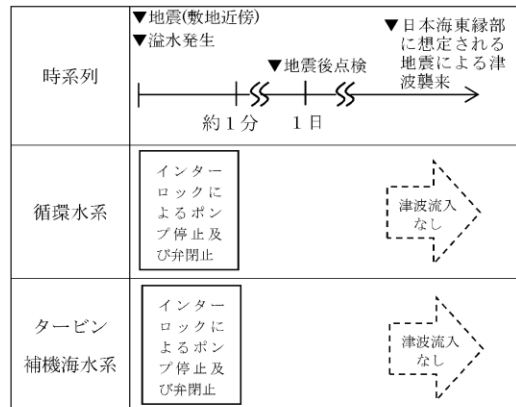 時系列
▼地震(敷地近傍)
▼溢水発生
▼地震後点検
▼日本海東縁部
に想定される
地震による津
波襲来
約1分
1日
循環水系
インター
ロックに
よるポン
プ停止及
び弁閉止
津波流入
なし
タービン
補機海水系
インター
ロックに
よるポン
プ停止及
び弁閉止
津波流入
なし